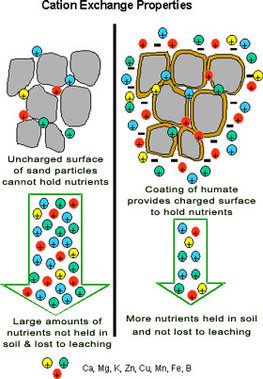 Cation Exchange Properties
Uncharged surface
of sand particles
cannot hold nutrients
Coating of humate
provides charged surface
to hold nutrients
Large amounts of
nutrients not held in
soil & lost to leaching
More nutrients held in soil
and not lost to leaching
Ca, Mg, K, Zn, Cu, Mn, Fe, B